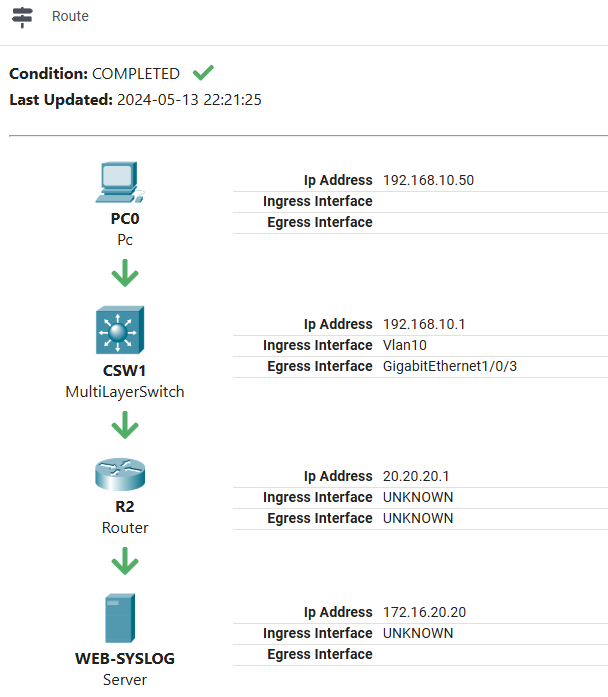 Route
Condition: COMPLETED
Last Updated: 2024-05-13 22:21:25
PC0
Pc
Ip Address 192.168.10.50
Ingress Interface
Egress Interface
CSW1
MultiLayerSwitch
Ip Address 192.168.10.1
Ingress Interface Vlan10
Egress Interface GigabitEthernet1/0/3
R2
Router
Ip Address 20.20.20.1
Ingress Interface UNKNOWN
Egress Interface UNKNOWN
WEB-SYSLOG
Server
Ip Address 172.16.20.20
Ingress Interface UNKNOWN
Egress Interface